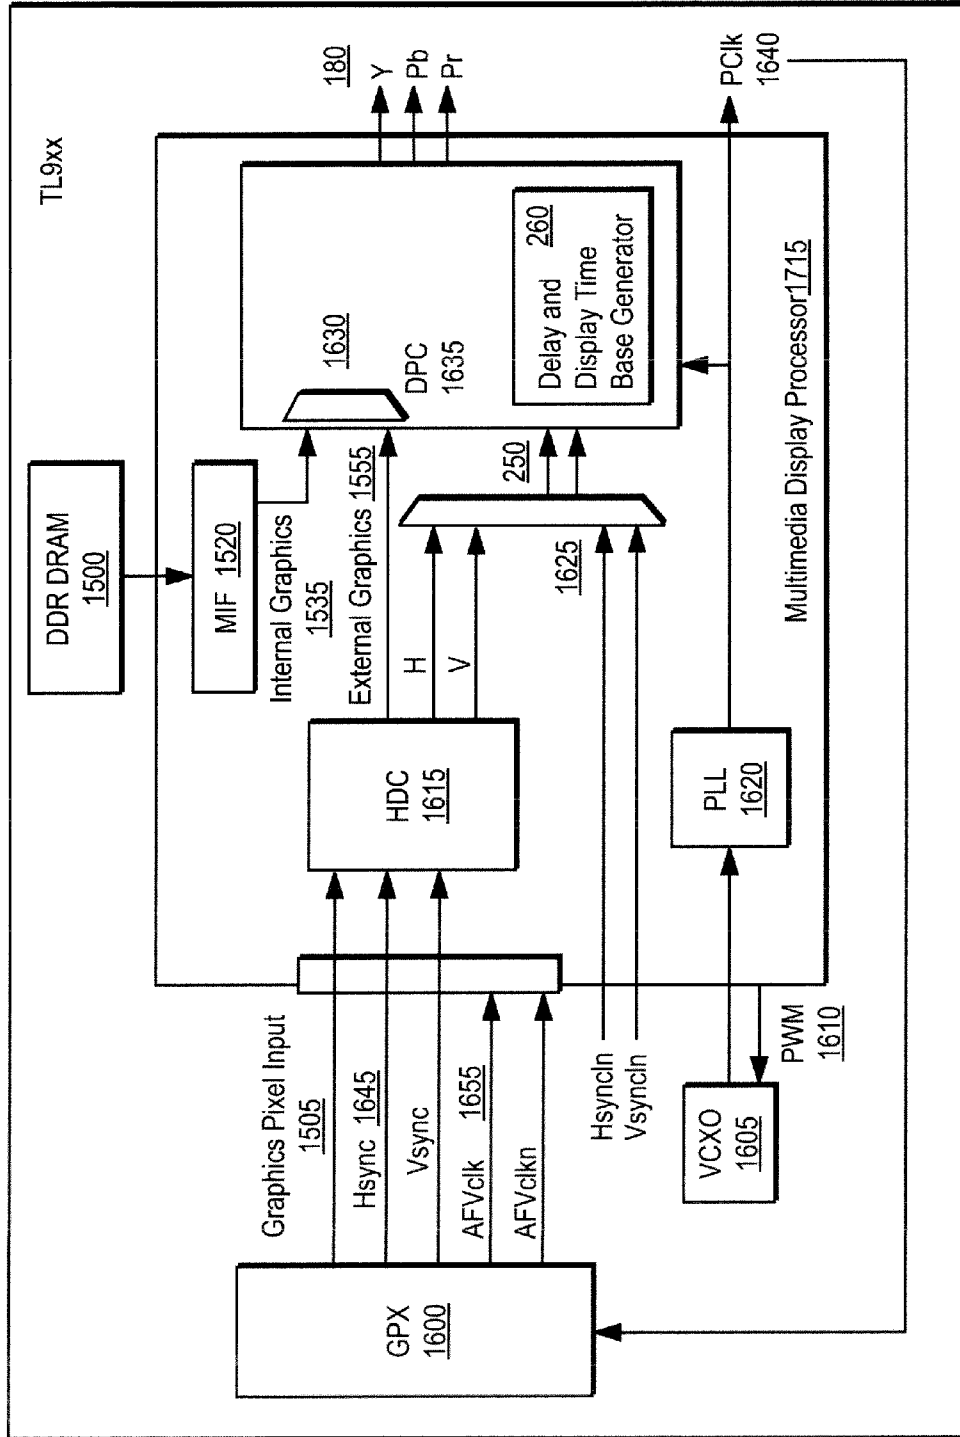 TL9xx
DDR DRAM
1500
MIF 1520
Internal Graphics
1535
External Graphics 1555
H
V
HDC
1615
Graphics Pixel Input
1505
Hsync 1645
Vsync
AFVclk 1655
AFVclkn
GPX
1600
HsyncIn
VsyncIn
VCXO
1605
PWM
1610
PLL
1620
1625
250
1630
DPC
1635
Delay and 260
Display Time
Base Generator
180
Y
Pb
Pr
PClk
1640
Multimedia Display Processor1715